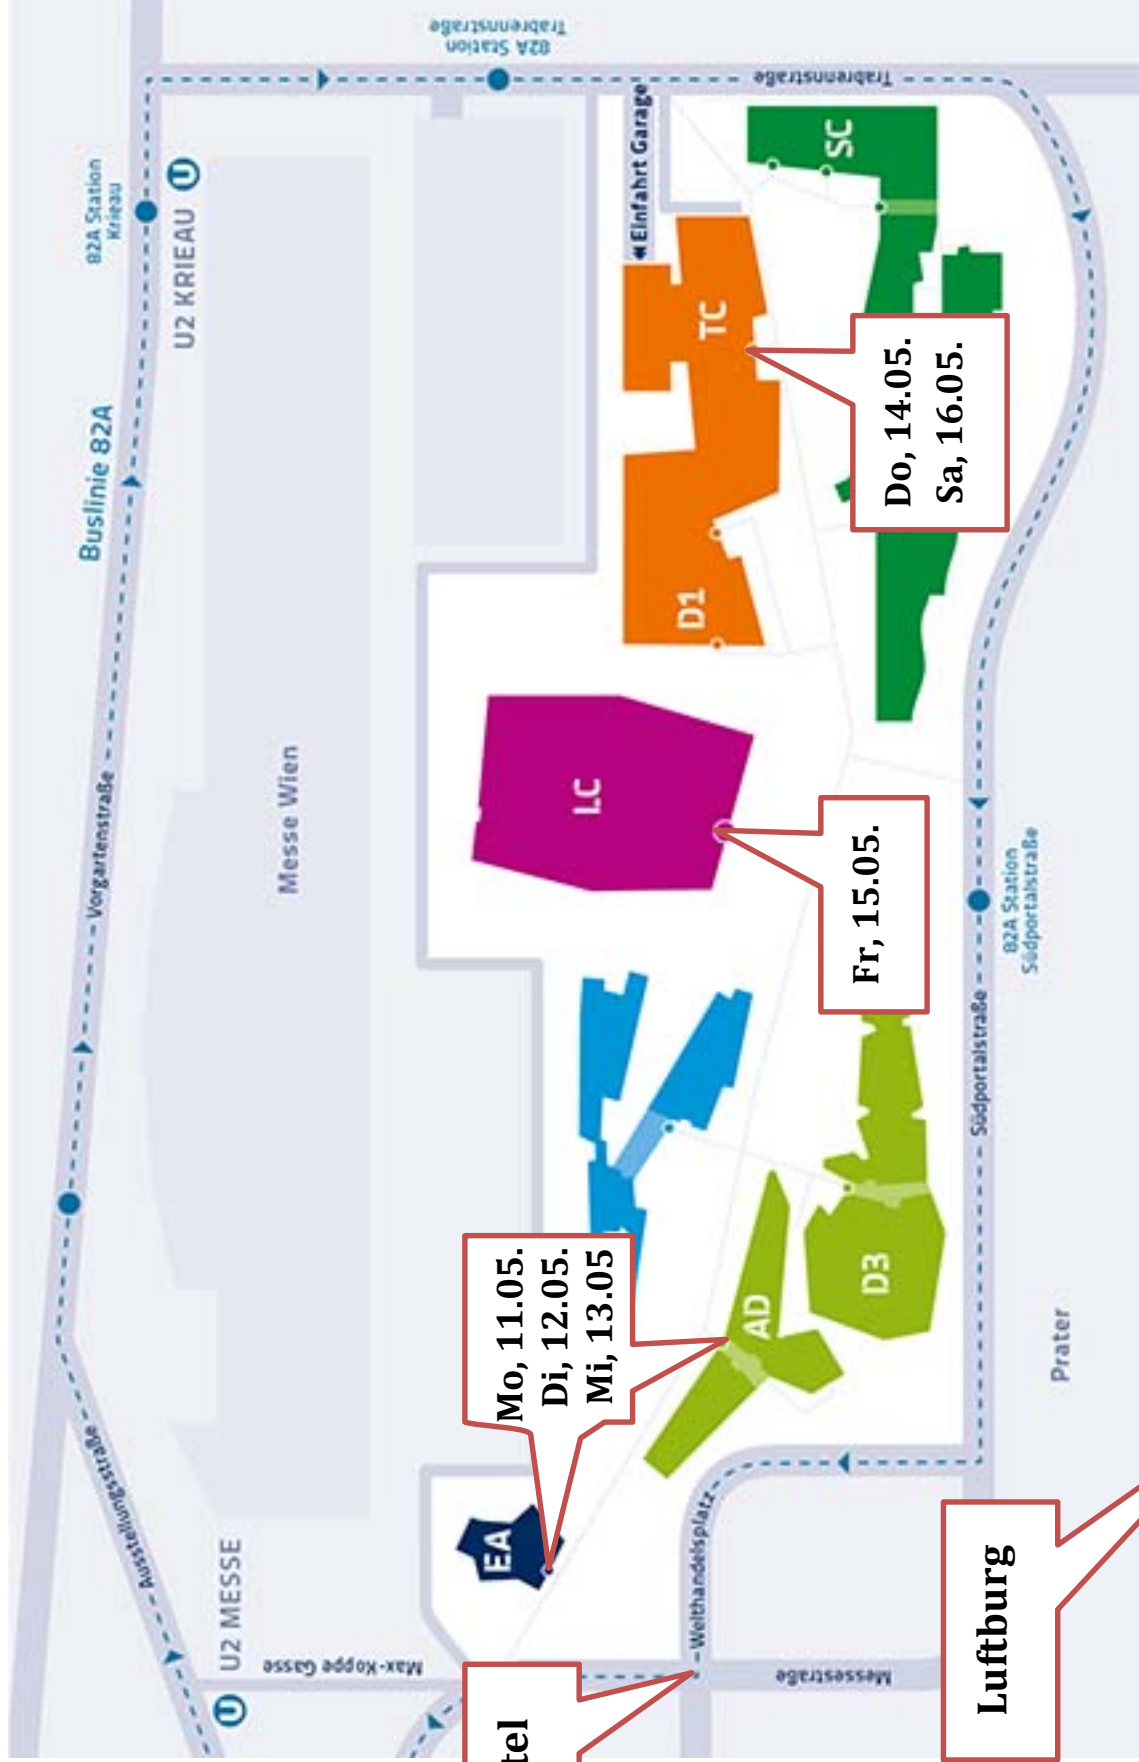 82A Station
Trabrennstraße
Trabrennstraße
82A Station
Krieau
U2 KRIEAU
U
Buslinie 82A
Vorgartenstraße
Messe Wien
Ausstellungsstraße
U2 MESSE
U
Max-Koppe Gasse
Einfahrt Garage
SC
TC
D1
LC
Do, 14.05.
Sa, 16.05.
Fr, 15.05.
Mo, 11.05.
Di, 12.05.
Mi, 13.05
AD
D3
EA
82A Station
Südportalstraße
Südportalstraße
Prater
Welthandelsplatz
Messestraße
tel
Luftburg